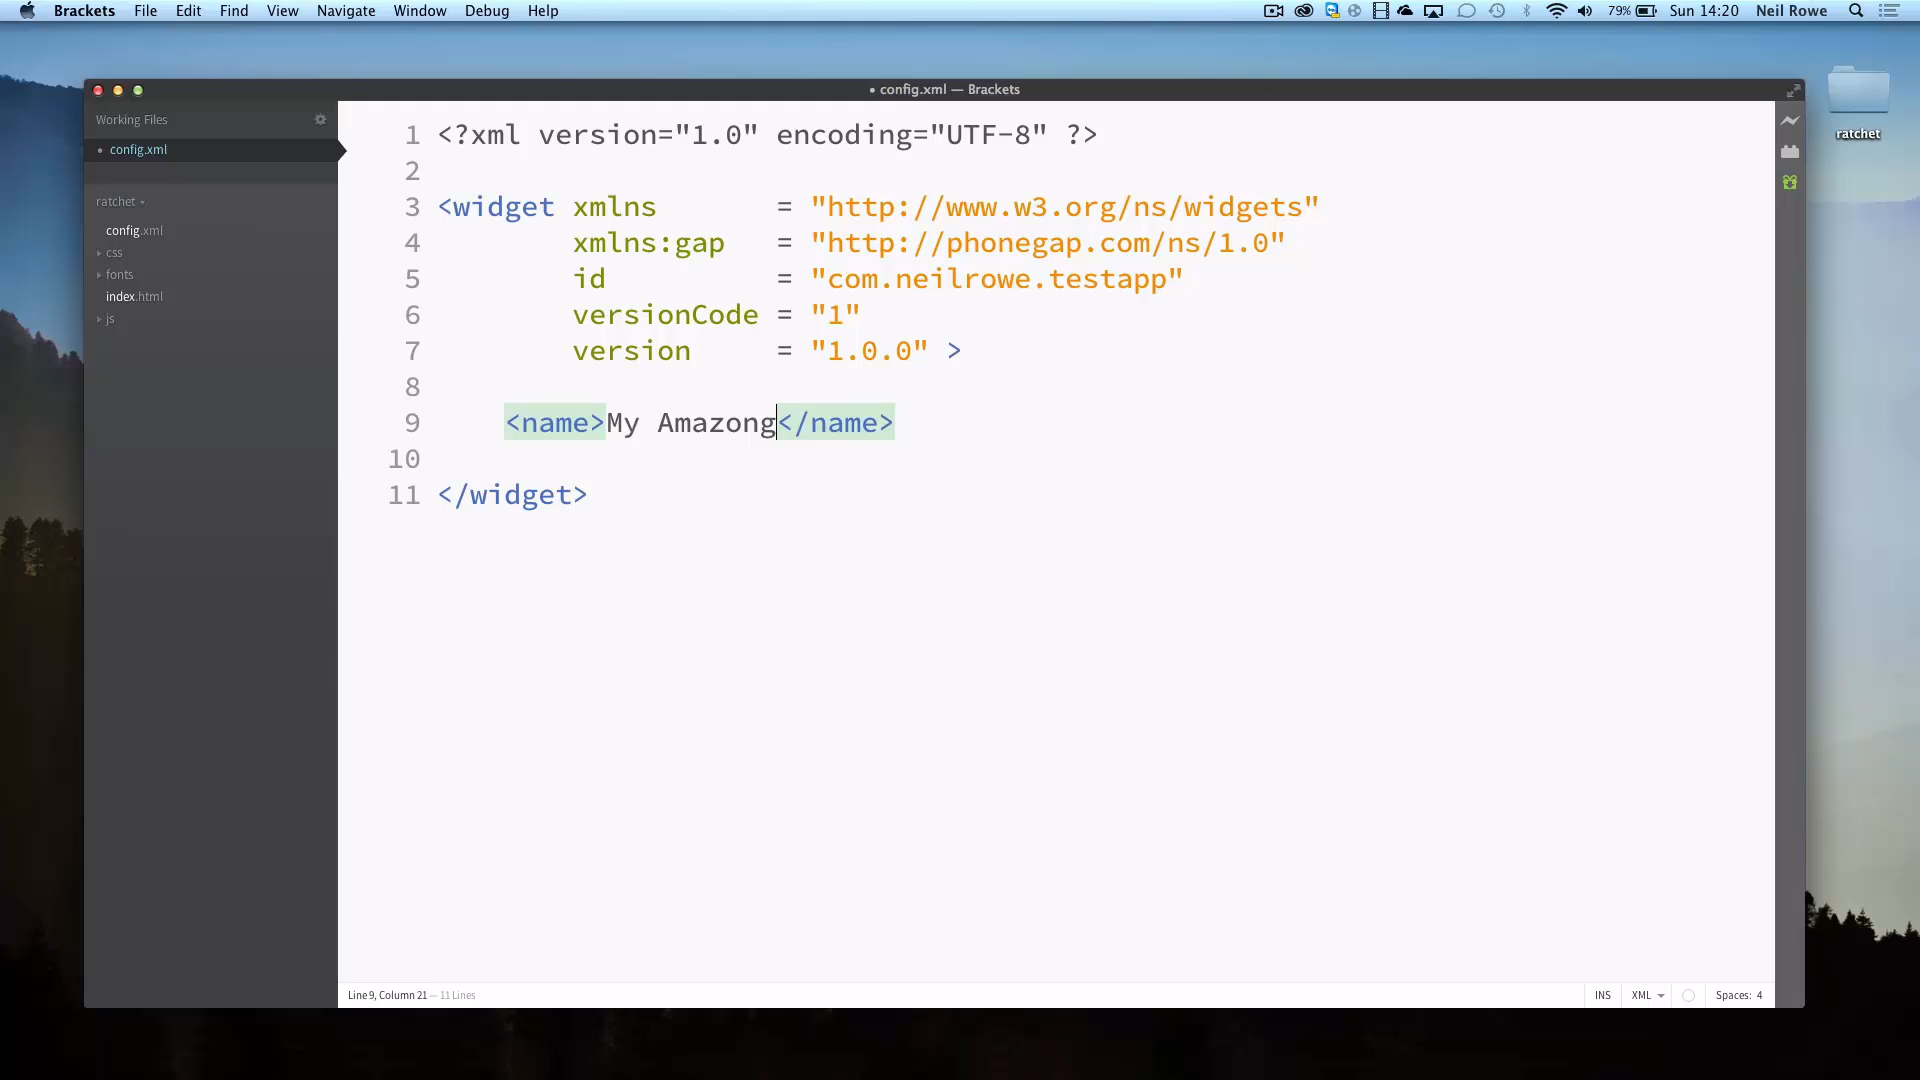 Brackets File Edit Find View Navigate Window Debug Help 79% Sun 14:20 Neil Rowe
• config.xml — Brackets
Working Files
• config.xml
ratchet
config.xml
css
fonts
index.html
js
1 <?xml version="1.0" encoding="UTF-8" ?>
2
3 <widget xmlns = "http://www.w3.org/ns/widgets"
4 xmlns:gap = "http://phonegap.com/ns/1.0"
5 id = "com.neilrowe.testapp"
6 versionCode = "1"
7 version = "1.0.0" >
8
9 <name>My Amazong</name>
10
11 </widget>
ratchet
Line 9, Column 21 — 11 Lines
INS XML Spaces: 4